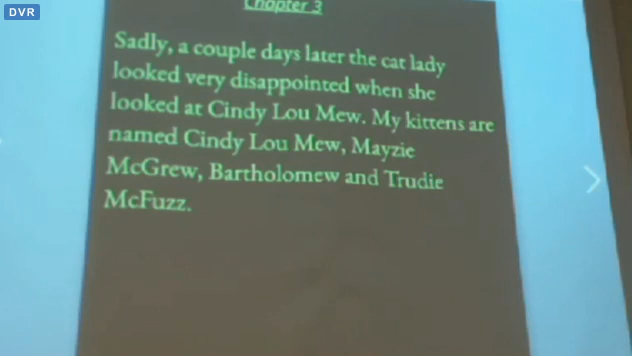 DVR
Chapter 3
Sadly, a couple days later the cat lady
looked very disappointed when she
looked at Cindy Lou Mew. My kittens are
named Cindy Lou Mew, Mayzie
McGrew, Bartholomew and Trudie
McFuzz.